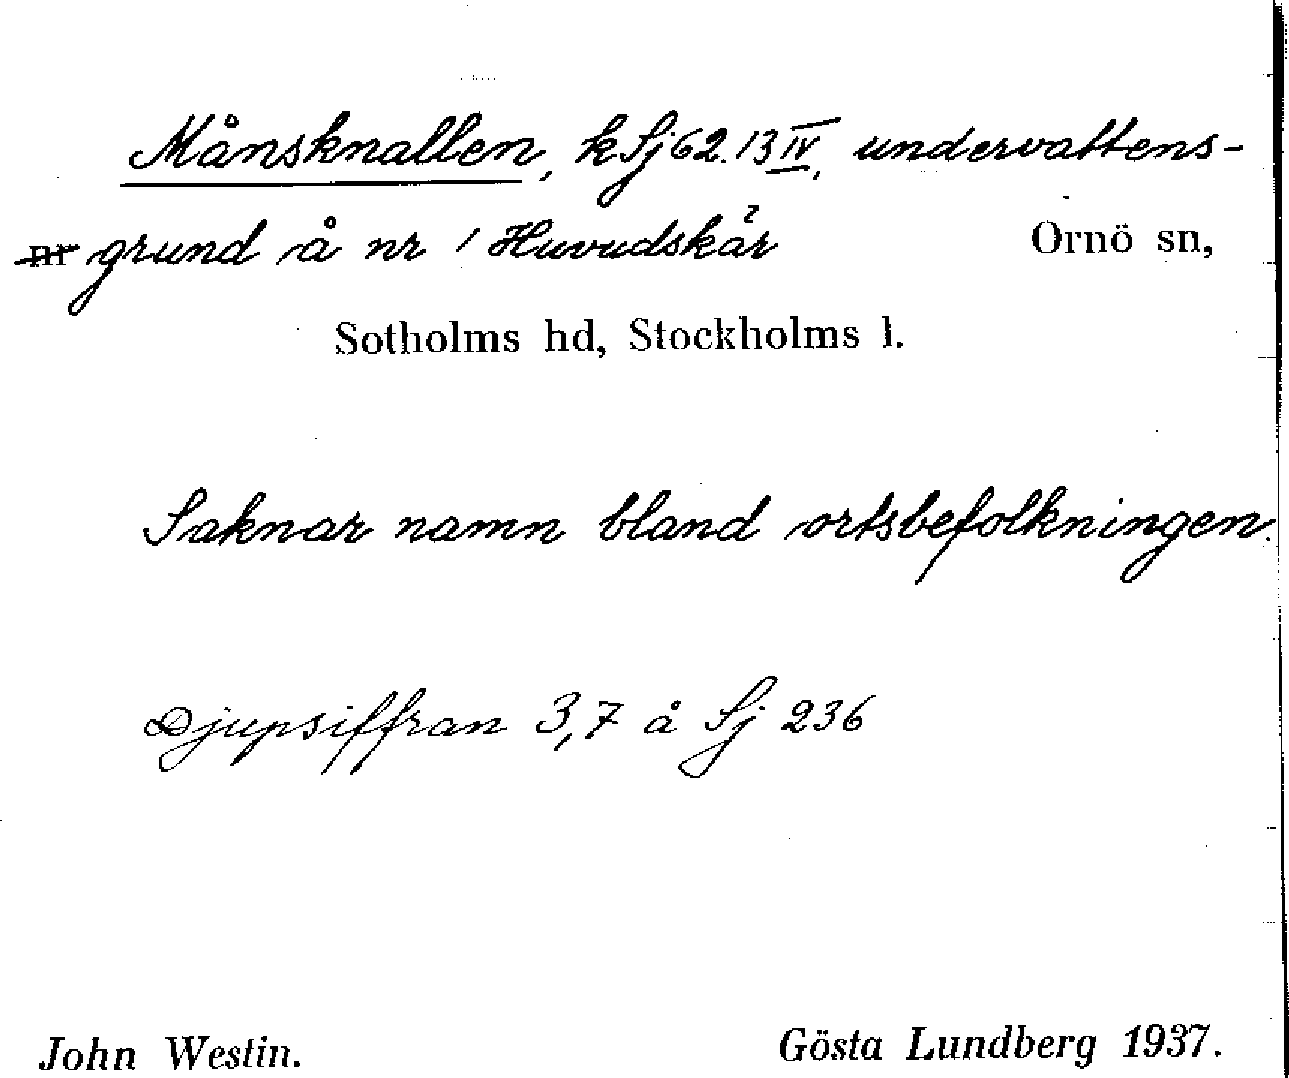 Månsknallen, k Sj 62.13 IV, undervattens-
nr grund å nr 1 Huvudskär Ornö sn,
Sotholms hd, Stockholms l.
Saknar namn bland ortsbefolkningen.
Djupsiffran 3,7 å Sj 236
John Westin. Gösta Lundberg 1937.